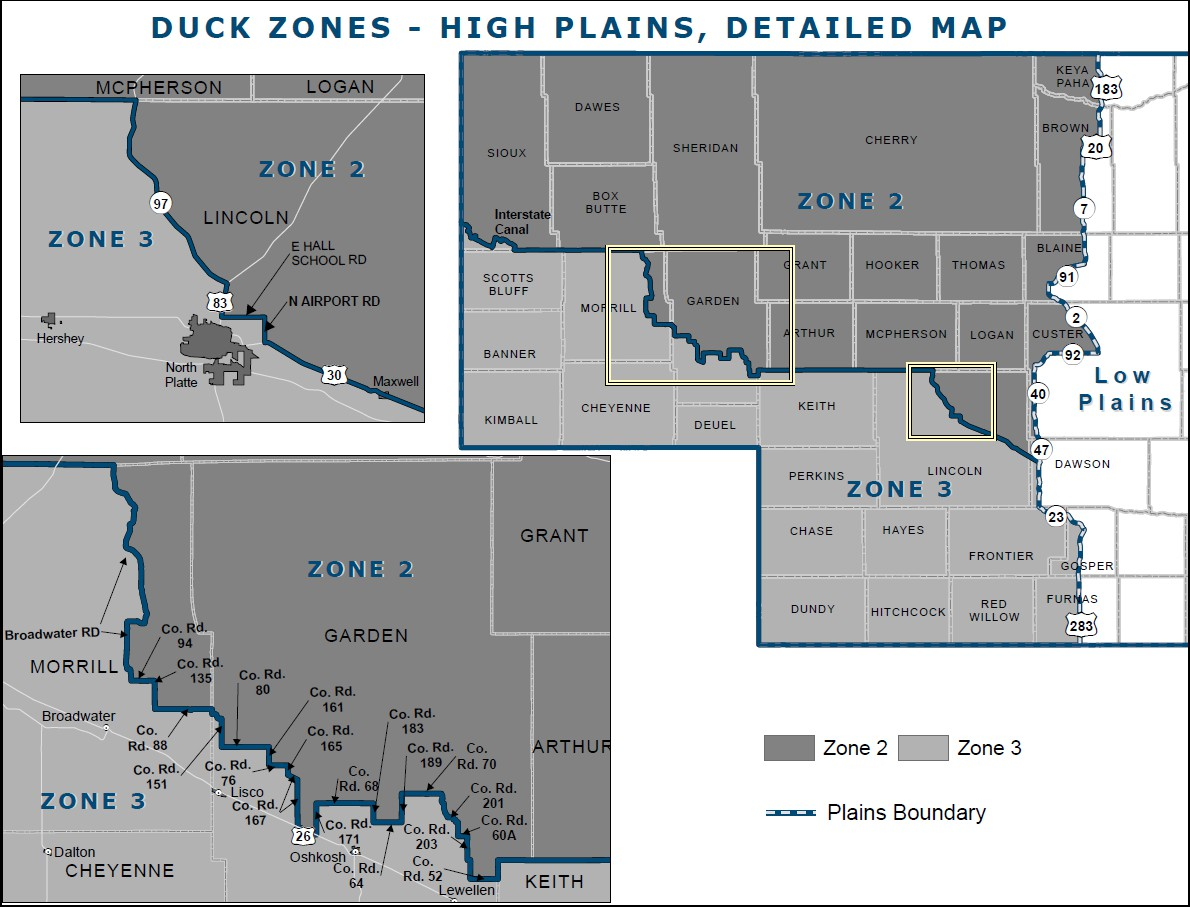 DUCK ZONES - HIGH PLAINS, DETAILED MAP
MCPHERSON
LOGAN
ZONE 2
97
LINCOLN
ZONE 3
E HALL
SCHOOL RD
83
N AIRPORT RD
Hershey
North
Platte
30
Maxwell
KEYA
PAHA
183
DAWES
BROWN
CHERRY
SIOUX
SHERIDAN
20
BOX
BUTTE
ZONE 2
7
Interstate
Canal
BLAINE
GRANT
HOOKER
THOMAS
91
SCOTTS
BLUFF
MORRILL
GARDEN
2
ARTHUR
MCPHERSON
LOGAN
CUSTER
BANNER
92
Low
Plains
40
KEITH
CHEYENNE
KIMBALL
DEUEL
47
DAWSON
PERKINS
LINCOLN
ZONE 3
23
CHASE
HAYES
FRONTIER
GOSPER
DUNDY
HITCHCOCK
RED
WILLOW
FURNAS
283
GRANT
ZONE 2
Broadwater RD
Co. Rd.
94
GARDEN
MORRILL
Co. Rd.
135
Co. Rd.
80
Co. Rd.
161
Broadwater
Co.
Rd. 88
Co. Rd.
183
Co. Rd.
165
Co. Rd.
189
Co.
Rd. 70
ARTHUR
Co. Rd.
151
Co. Rd.
76
Co.
Rd. 68
Lisco
ZONE 3
Co. Rd.
167
Co. Rd.
201
26
Co. Rd.
171
Co. Rd.
203
Co. Rd.
60A
Dalton
Oshkosh
Co. Rd.
64
Co.
Rd. 52
CHEYENNE
Lewellen
KEITH
Zone 2
Zone 3
Plains Boundary